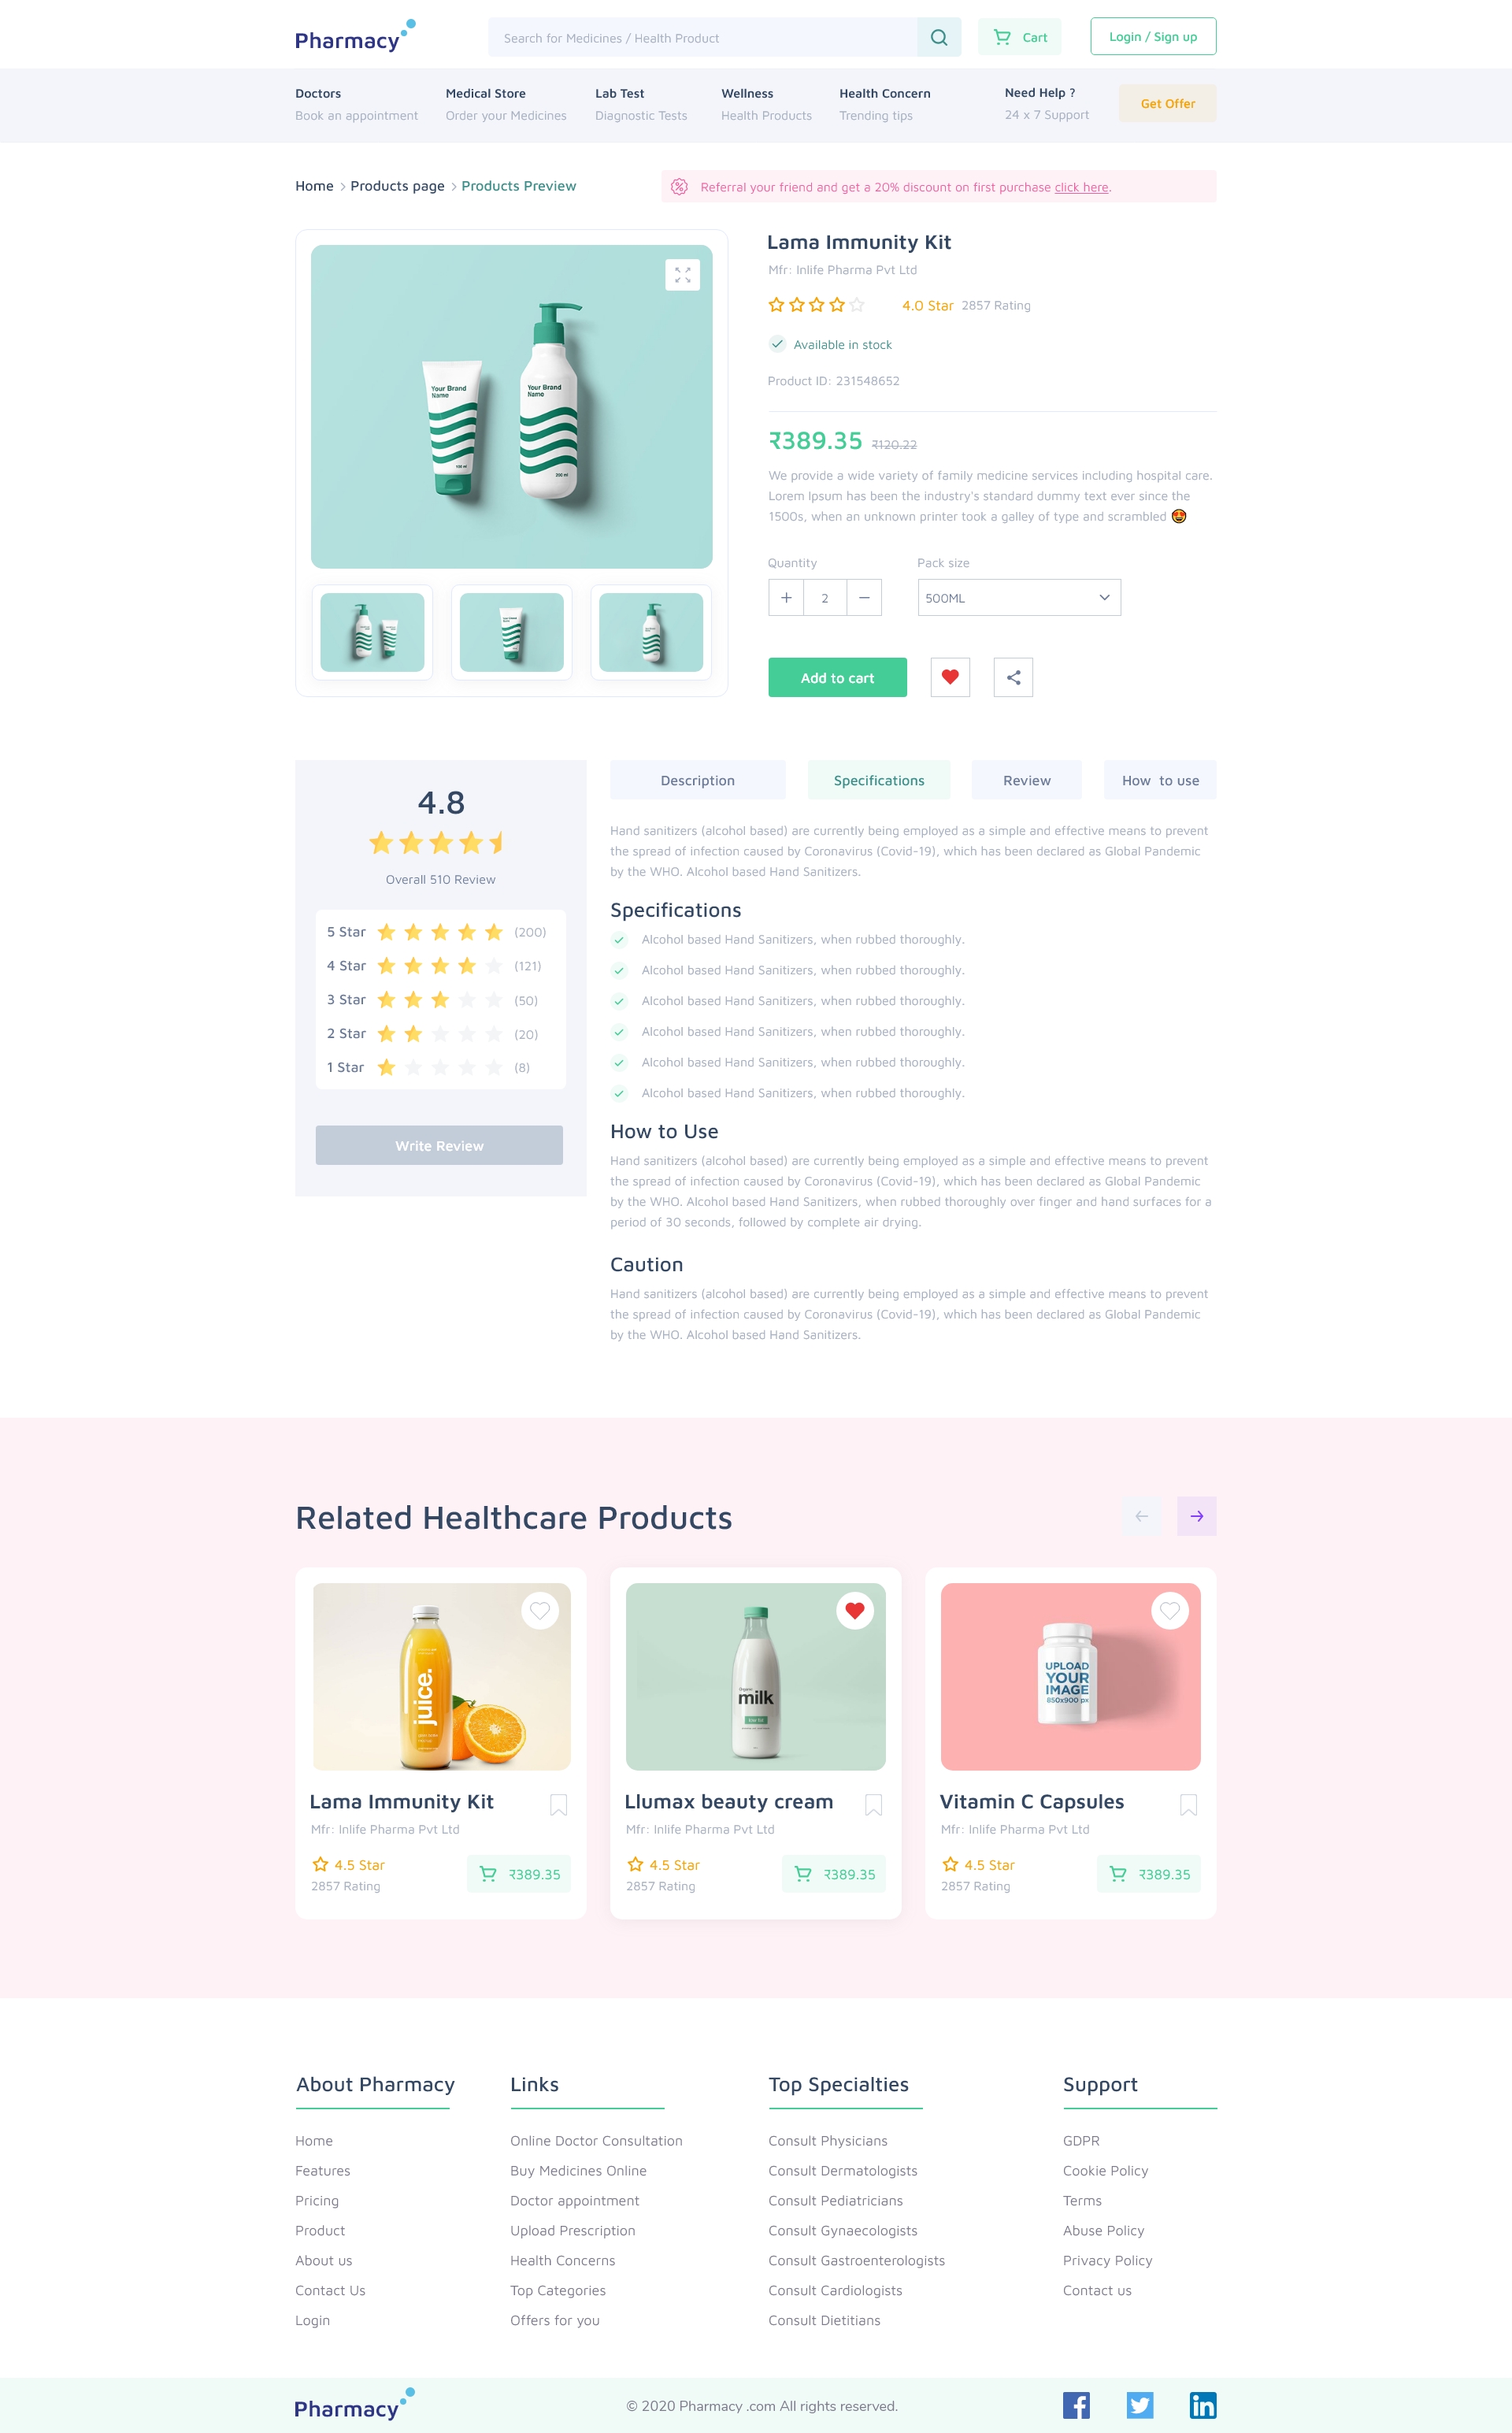 Pharmacy
Search for Medicines / Health Product
Cart
Login / Sign up
Doctors
Book an appointment
Medical Store
Order your Medicines
Lab Test
Diagnostic Tests
Wellness
Health Products
Health Concern
Trending tips
Need Help ?
24 x 7 Support
Get Offer
Home > Products page > Products Preview
Referral your friend and get a 20% discount on first purchase click here.
Your Brand
Name
100 ml
Your Brand
Name
200 ml
Lama Immunity Kit
Mfr: Inlife Pharma Pvt Ltd
4.0 Star 2857 Rating
Available in stock
Product ID: 231548652
₹389.35 ₹120.22
We provide a wide variety of family medicine services including hospital care.
Lorem Ipsum has been the industry's standard dummy text ever since the
1500s, when an unknown printer took a galley of type and scrambled 😍
Quantity
+ 2 −
Pack size
500ML
Add to cart
4.8
Overall 510 Review
5 Star (200)
4 Star (121)
3 Star (50)
2 Star (20)
1 Star (8)
Write Review
Description
Specifications
Review
How to use
Hand sanitizers (alcohol based) are currently being employed as a simple and effective means to prevent
the spread of infection caused by Coronavirus (Covid-19), which has been declared as Global Pandemic
by the WHO. Alcohol based Hand Sanitizers.
Specifications
Alcohol based Hand Sanitizers, when rubbed thoroughly.
Alcohol based Hand Sanitizers, when rubbed thoroughly.
Alcohol based Hand Sanitizers, when rubbed thoroughly.
Alcohol based Hand Sanitizers, when rubbed thoroughly.
Alcohol based Hand Sanitizers, when rubbed thoroughly.
Alcohol based Hand Sanitizers, when rubbed thoroughly.
How to Use
Hand sanitizers (alcohol based) are currently being employed as a simple and effective means to prevent
the spread of infection caused by Coronavirus (Covid-19), which has been declared as Global Pandemic
by the WHO. Alcohol based Hand Sanitizers, when rubbed thoroughly over finger and hand surfaces for a
period of 30 seconds, followed by complete air drying.
Caution
Hand sanitizers (alcohol based) are currently being employed as a simple and effective means to prevent
the spread of infection caused by Coronavirus (Covid-19), which has been declared as Global Pandemic
by the WHO. Alcohol based Hand Sanitizers.
Related Healthcare Products
juice.
Lama Immunity Kit
Mfr: Inlife Pharma Pvt Ltd
4.5 Star
2857 Rating
₹389.35
Organic
milk
Llumax beauty cream
Mfr: Inlife Pharma Pvt Ltd
4.5 Star
2857 Rating
₹389.35
UPLOAD
YOUR
IMAGE
850x900 px
Vitamin C Capsules
Mfr: Inlife Pharma Pvt Ltd
4.5 Star
2857 Rating
₹389.35
About Pharmacy
Home
Features
Pricing
Product
About us
Contact Us
Login
Links
Online Doctor Consultation
Buy Medicines Online
Doctor appointment
Upload Prescription
Health Concerns
Top Categories
Offers for you
Top Specialties
Consult Physicians
Consult Dermatologists
Consult Pediatricians
Consult Gynaecologists
Consult Gastroenterologists
Consult Cardiologists
Consult Dietitians
Support
GDPR
Cookie Policy
Terms
Abuse Policy
Privacy Policy
Contact us
Pharmacy
© 2020 Pharmacy .com All rights reserved.